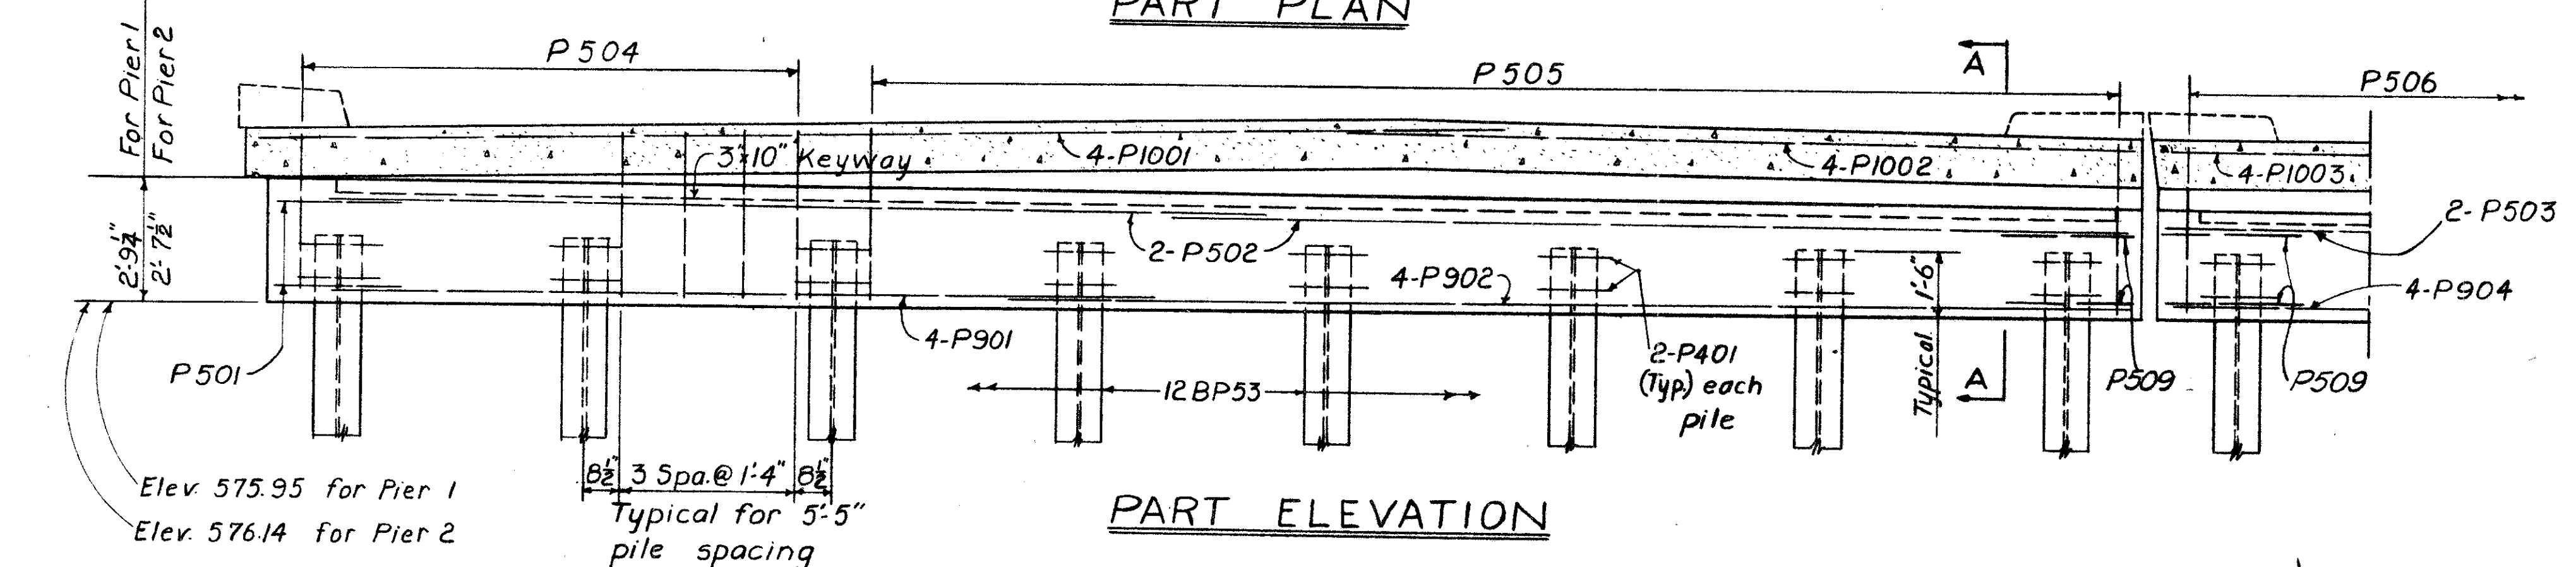 PART PLAN
For Pier 1
For Pier 2
P504
P505
A
P506
3'-10" Keyway
4-P1001
4-P1002
4-P1003
2'-9¼"
2'-7½"
2-P502
2-P503
4-P902
4-P904
1'-6"
Typical
4-P901
P501
12BP53
2-P401
(Typ.) each
pile
A
P509
P509
8½" 3 Spa.@ 1'-4" 8½"
Typical for 5'-5"
pile spacing
Elev. 575.95 for Pier 1
Elev. 576.14 for Pier 2
PART ELEVATION